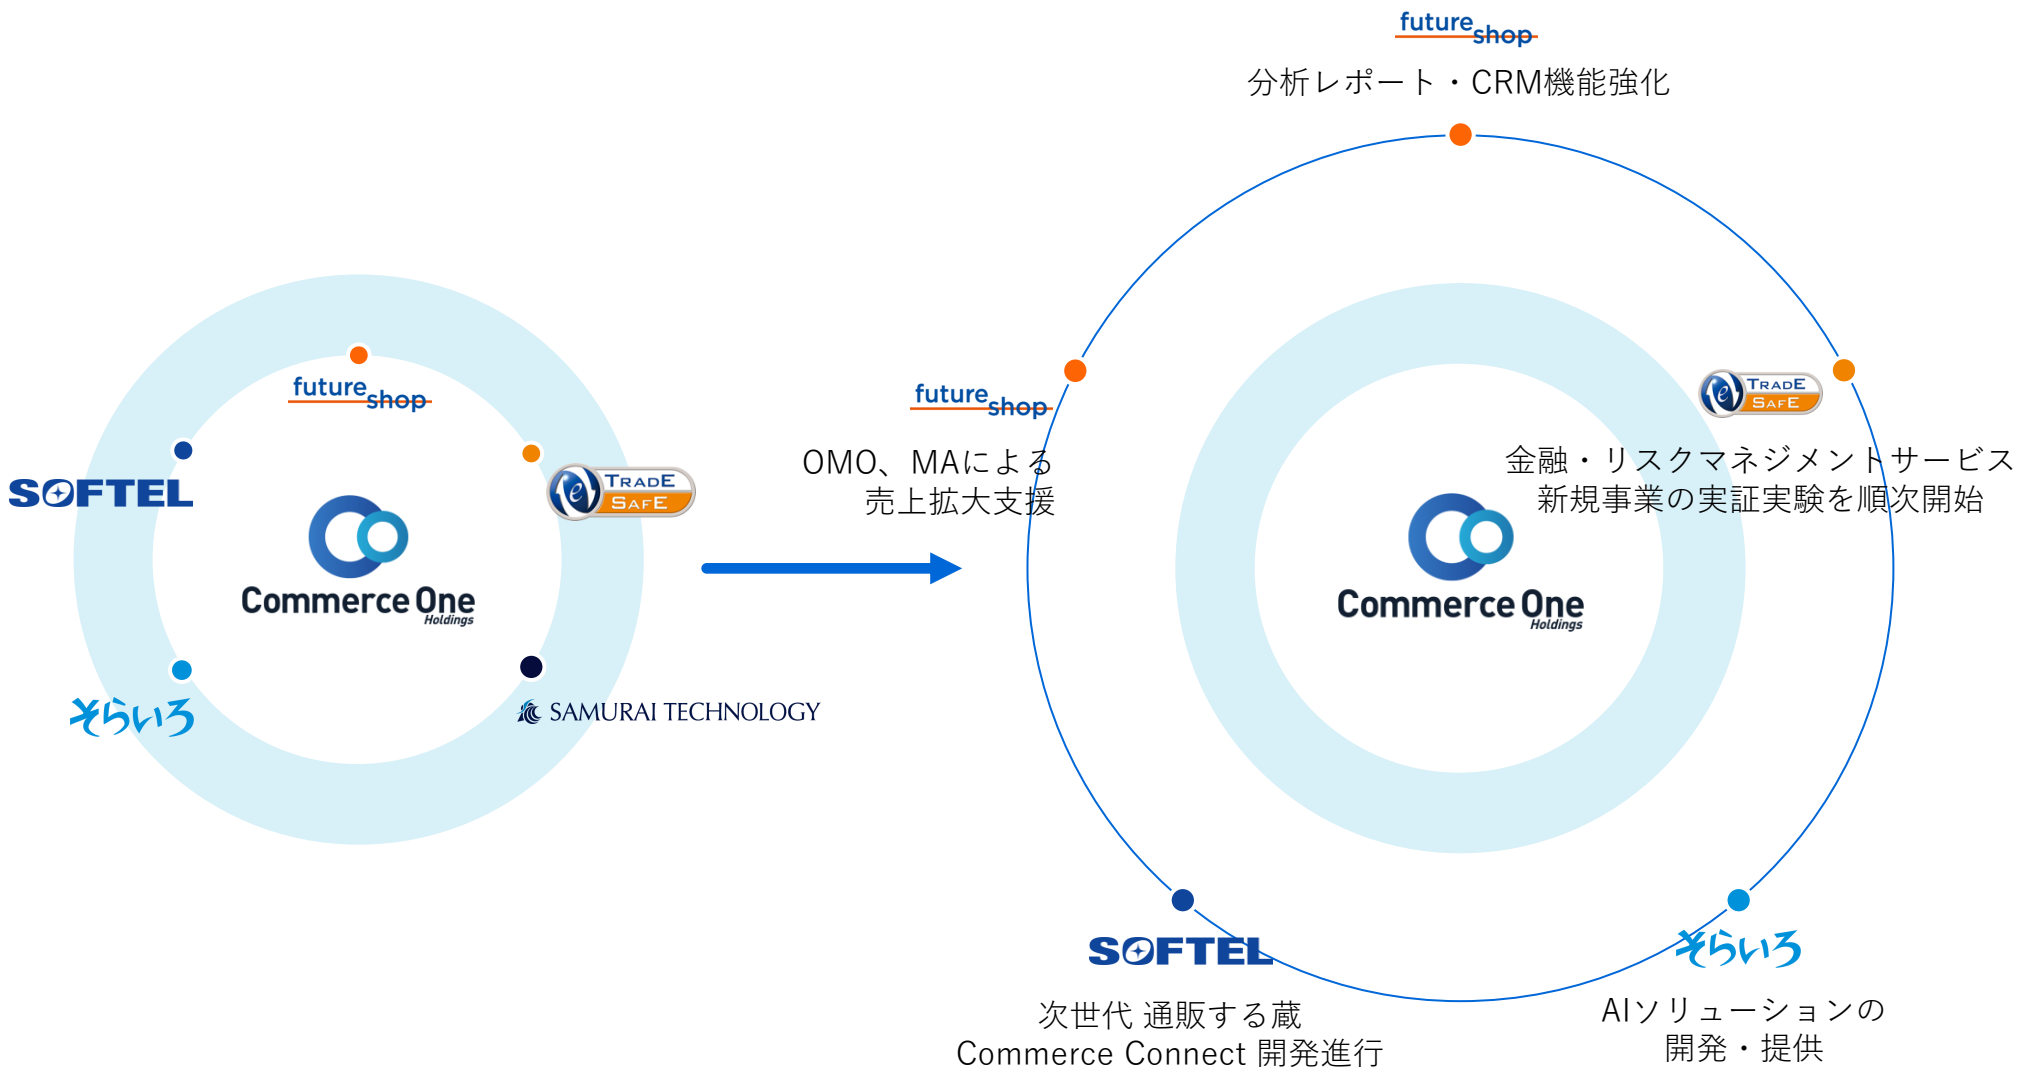 future
shop
SOFTEL
e TRADE
SAFE
Commerce One
Holdings
そらいろ
SAMURAI TECHNOLOGY
future
shop
分析レポート・CRM機能強化
future
shop
OMO、MAによる
売上拡大支援
e TRADE
SAFE
金融・リスクマネジメントサービス
新規事業の実証実験を順次開始
Commerce One
Holdings
SOFTEL
次世代 通販する蔵
Commerce Connect 開発進行
そらいろ
AIソリューションの
開発・提供